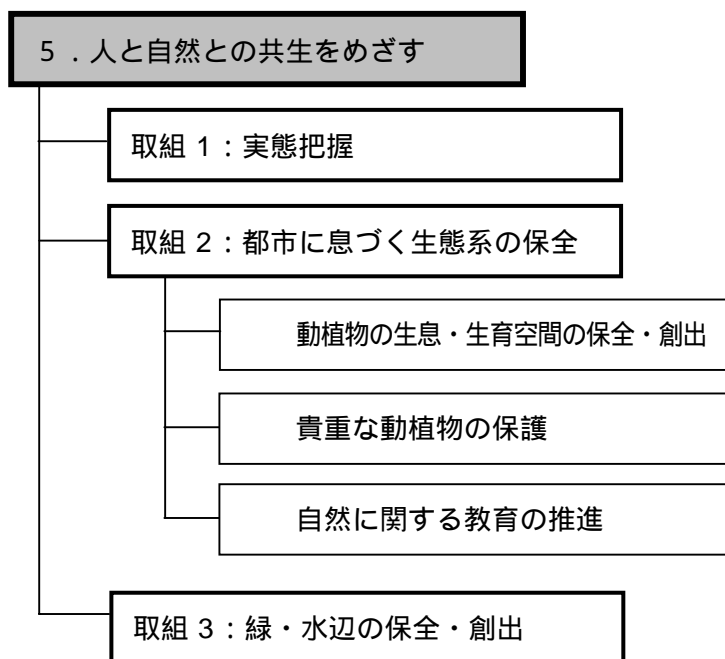 ５．人と自然との共生をめざす
取組１：実態把握
取組２：都市に息づく生態系の保全
動植物の生息・生育空間の保全・創出
貴重な動植物の保護
自然に関する教育の推進
取組３：緑・水辺の保全・創出